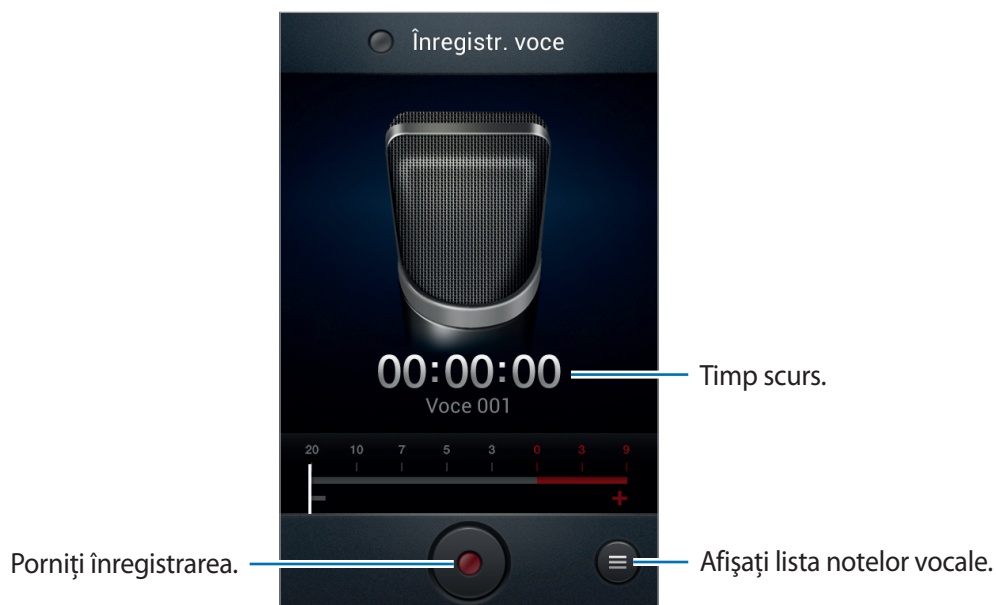 Înregistr. voce
00:00:00
Timp scurs.
Voce 001
20 10 7 5 3 0 3 9
− +
Porniţi înregistrarea.
Afişaţi lista notelor vocale.